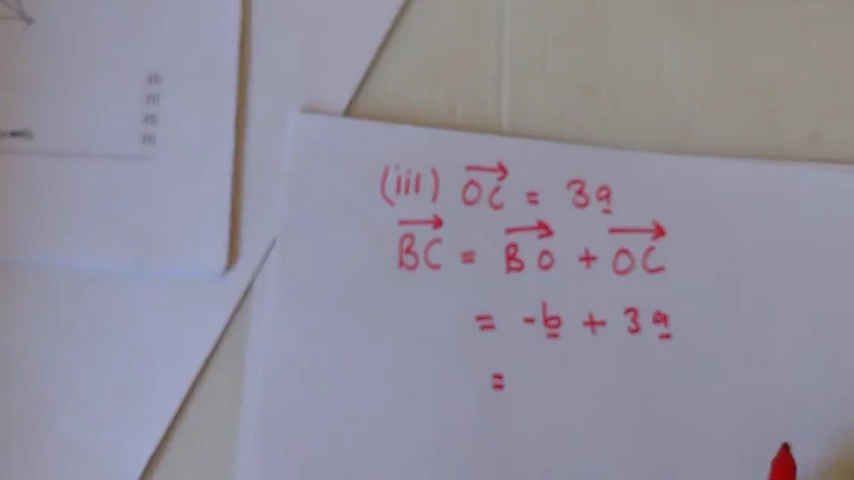 (iii) OC = 3a
BC = BO + OC
= -b + 3a
=